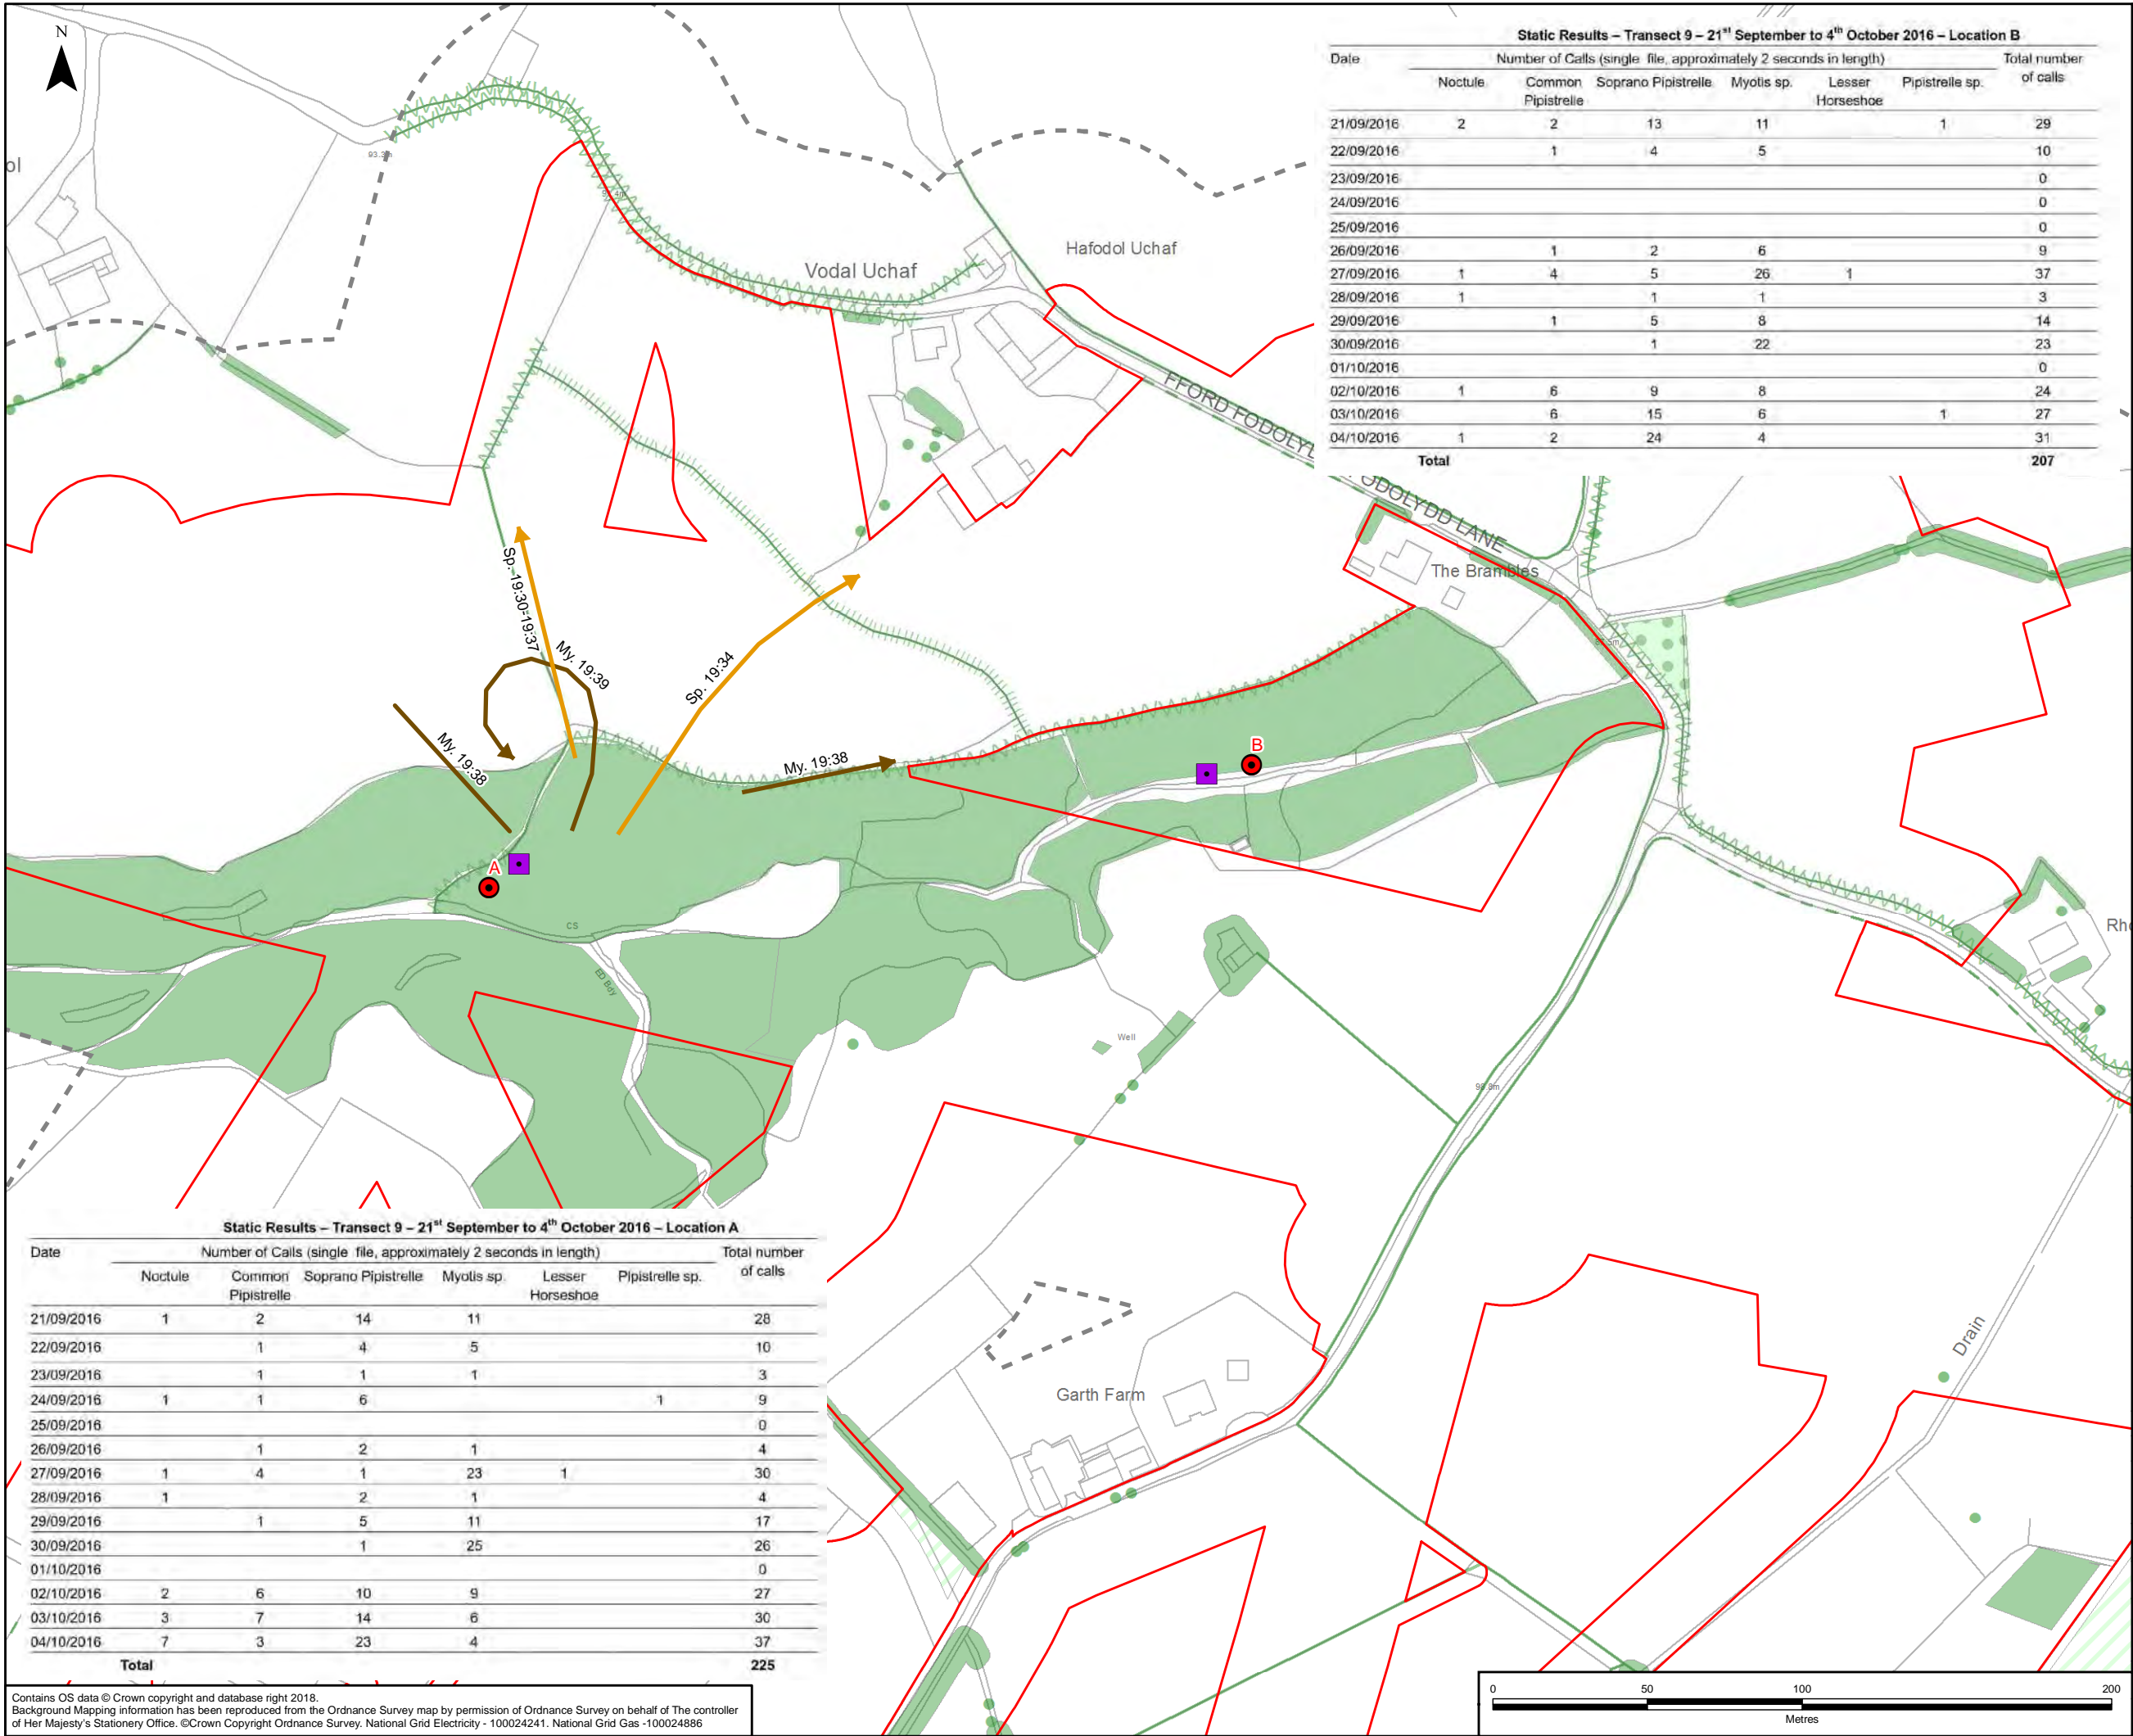 N
Static Results – Transect 9 – 21st September to 4th October 2016 – Location B
Date Number of Calls (single file, approximately 2 seconds in length) Total number of calls
Noctule Common Pipistrelle Soprano Pipistrelle Myotis sp. Lesser Horseshoe Pipistrelle sp.
21/09/2016 2 2 13 11 1 29
22/09/2016 1 4 5 10
23/09/2016 0
24/09/2016 0
25/09/2016 0
26/09/2016 1 2 6 9
27/09/2016 1 4 5 26 1 37
28/09/2016 1 1 1 3
29/09/2016 1 5 8 14
30/09/2016 1 22 23
01/10/2016 0
02/10/2016 1 6 9 8 24
03/10/2016 6 15 6 1 27
04/10/2016 1 2 24 4 31
Total 207
ol
Hafodol Uchaf
Vodal Uchaf
FFORD FODOLYD
ODOLYDD LANE
The Brambles
Sp. 19:30-19:37
My. 19:39
Sp. 19:34
My. 19:38
My. 19:38
A
B
CS
ED Bdy
Well
98.8m
Rho
Drain
Garth Farm
Static Results – Transect 9 – 21st September to 4th October 2016 – Location A
Date Number of Calls (single file, approximately 2 seconds in length) Total number of calls
Noctule Common Pipistrelle Soprano Pipistrelle Myotis sp. Lesser Horseshoe Pipistrelle sp.
21/09/2016 1 2 14 11 28
22/09/2016 1 4 5 10
23/09/2016 1 1 1 3
24/09/2016 1 1 6 1 9
25/09/2016 0
26/09/2016 1 2 1 4
27/09/2016 1 4 1 23 1 30
28/09/2016 1 2 1 4
29/09/2016 1 5 11 17
30/09/2016 1 25 26
01/10/2016 0
02/10/2016 2 6 10 9 27
03/10/2016 3 7 14 6 30
04/10/2016 7 3 23 4 37
Total 225
Contains OS data © Crown copyright and database right 2018.
Background Mapping information has been reproduced from the Ordnance Survey map by permission of Ordnance Survey on behalf of The controller
of Her Majesty's Stationery Office. ©Crown Copyright Ordnance Survey. National Grid Electricity - 100024241. National Grid Gas -100024886
0 50 100 200
Metres